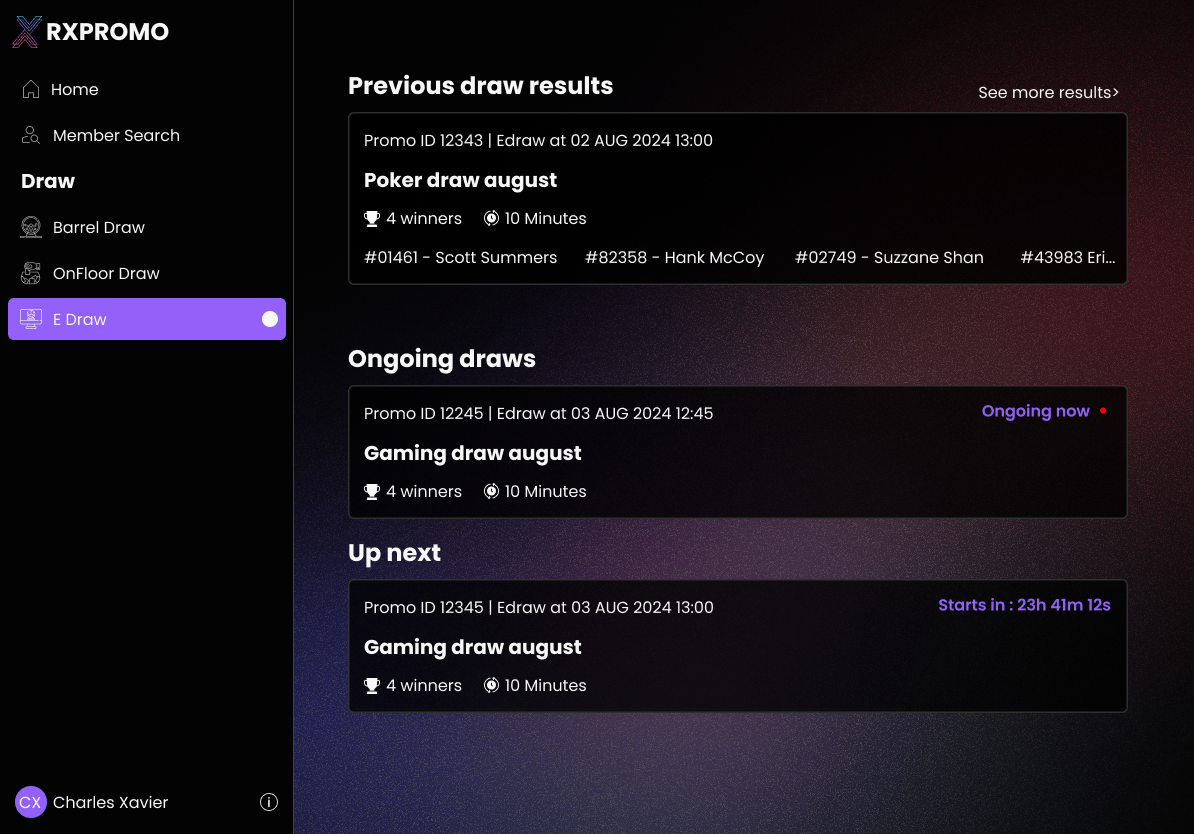 RXPROMO
Home
Member Search
Draw
Barrel Draw
OnFloor Draw
E Draw
CX Charles Xavier
Previous draw results
See more results>
Promo ID 12343 | Edraw at 02 AUG 2024 13:00
Poker draw august
4 winners 10 Minutes
#01461 - Scott Summers #82358 - Hank McCoy #02749 - Suzzane Shan #43983 Eri...
Ongoing draws
Promo ID 12245 | Edraw at 03 AUG 2024 12:45
Ongoing now
Gaming draw august
4 winners 10 Minutes
Up next
Promo ID 12345 | Edraw at 03 AUG 2024 13:00
Starts in : 23h 41m 12s
Gaming draw august
4 winners 10 Minutes